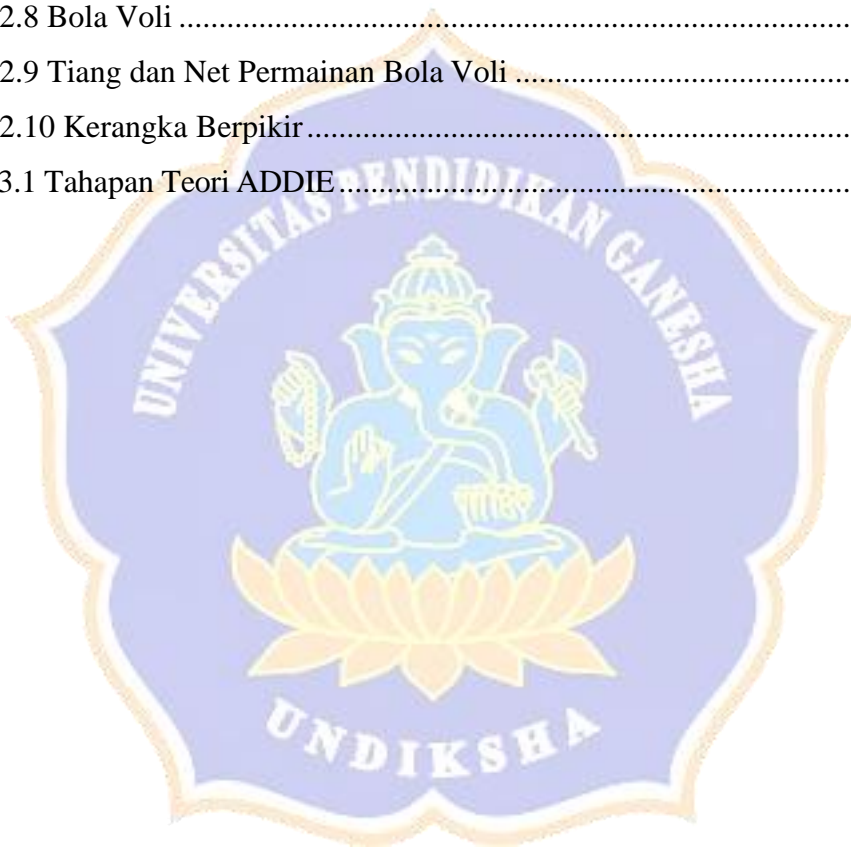 2.8 Bola Voli ..........................................................................................
2.9 Tiang dan Net Permainan Bola Voli .............................................
2.10 Kerangka Berpikir .........................................................................
3.1 Tahapan Teori ADDIE ....................................................................
UNIVERSITAS PENDIDIKAN GANESHA
UNDIKSHA